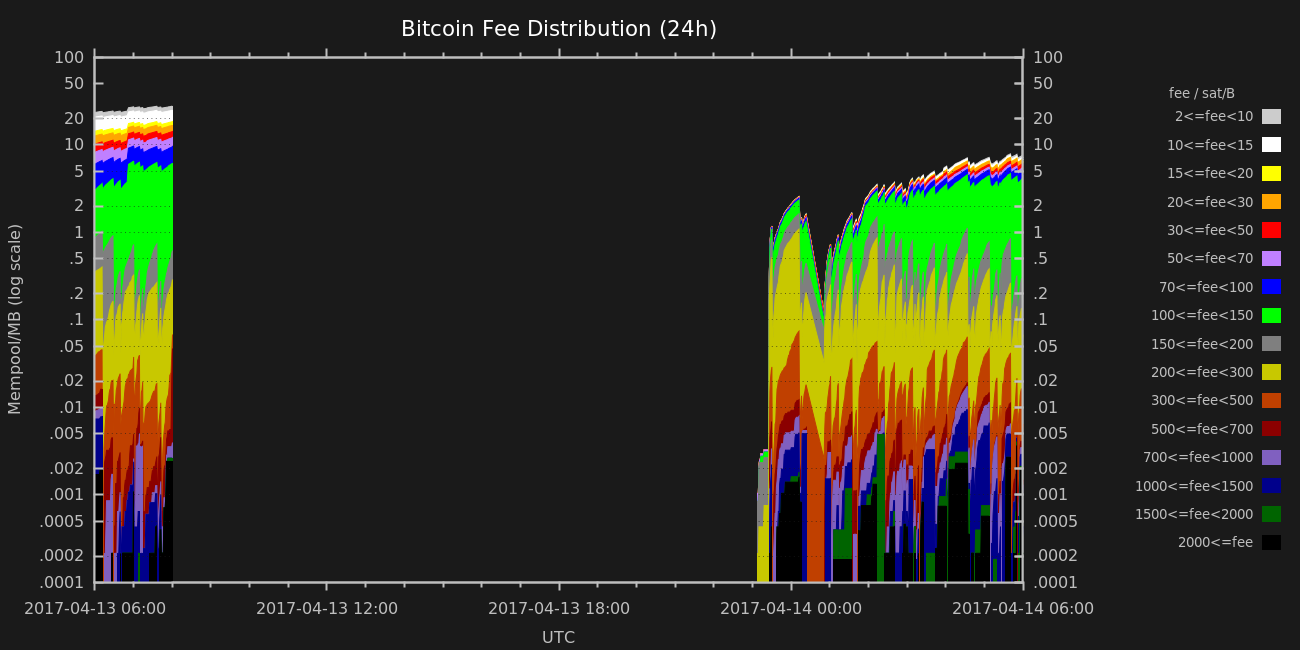 Bitcoin Fee Distribution (24h)
100 100
50 50
20 20
10 10
5 5
2 2
1 1
.5 .5
.2 .2
.1 .1
.05 .05
.02 .02
.01 .01
.005 .005
.002 .002
.001 .001
.0005 .0005
.0002 .0002
.0001 .0001
Mempool/MB (log scale)
2017-04-13 06:00 2017-04-13 12:00 2017-04-13 18:00 2017-04-14 00:00 2017-04-14 06:00
UTC
fee / sat/B
2<=fee<10
10<=fee<15
15<=fee<20
20<=fee<30
30<=fee<50
50<=fee<70
70<=fee<100
100<=fee<150
150<=fee<200
200<=fee<300
300<=fee<500
500<=fee<700
700<=fee<1000
1000<=fee<1500
1500<=fee<2000
2000<=fee